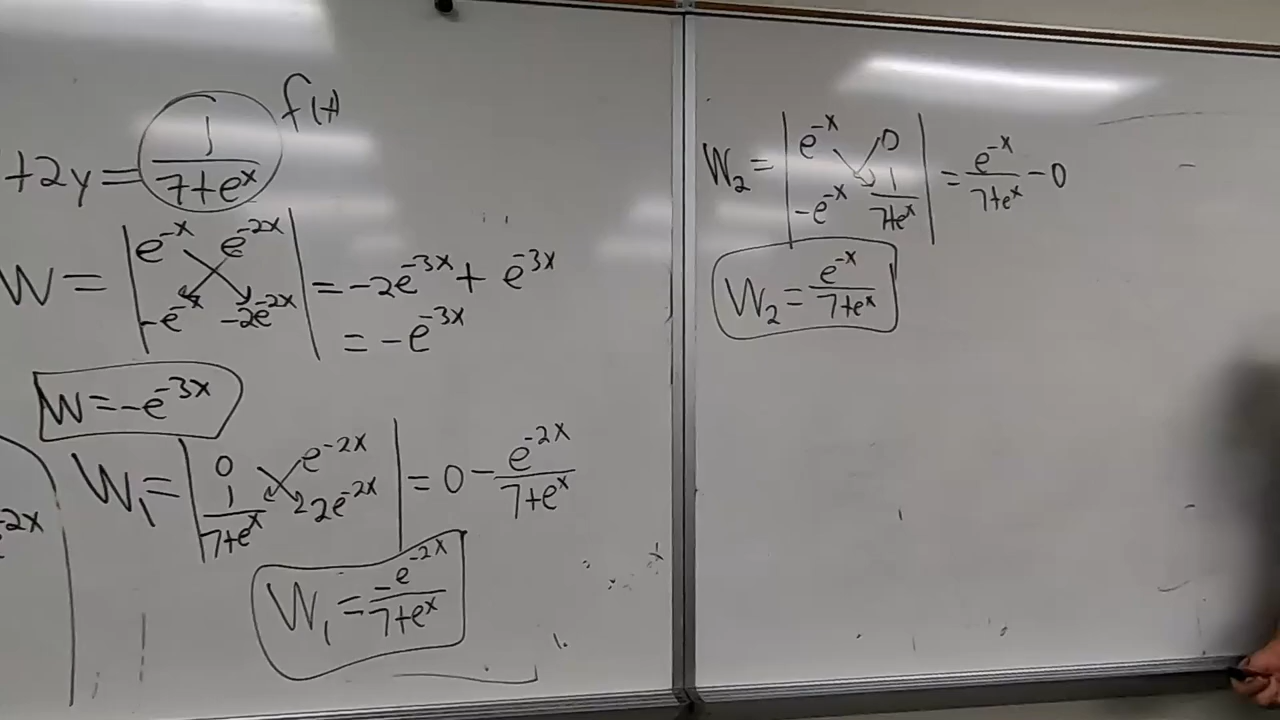 f(x)
+2y = 1/(7+e^x)
W = | e^-x e^-2x |
| -e^-x -2e^-2x | = -2e^-3x + e^-3x
= -e^-3x
W = -e^-3x
W₁ = | 0 e^-2x |
| 1/(7+e^x) -2e^-2x | = 0 - e^-2x/(7+e^x)
-2x
W₁ = -e^-2x/(7+e^x)
W₂ = | e^-x 0 |
| -e^-x 1/(7+e^x) | = e^-x/(7+e^x) - 0
W₂ = e^-x/(7+e^x)